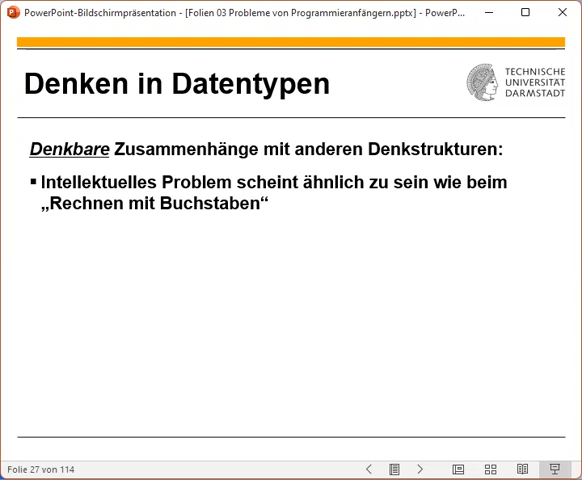 PowerPoint-Bildschirmpräsentation - [Folien 03 Probleme von Programmieranfängern.pptx] - PowerP...
Denken in Datentypen
TECHNISCHE
UNIVERSITÄT
DARMSTADT
Denkbare Zusammenhänge mit anderen Denkstrukturen:
▪ Intellektuelles Problem scheint ähnlich zu sein wie beim
„Rechnen mit Buchstaben“
Folie 27 von 114